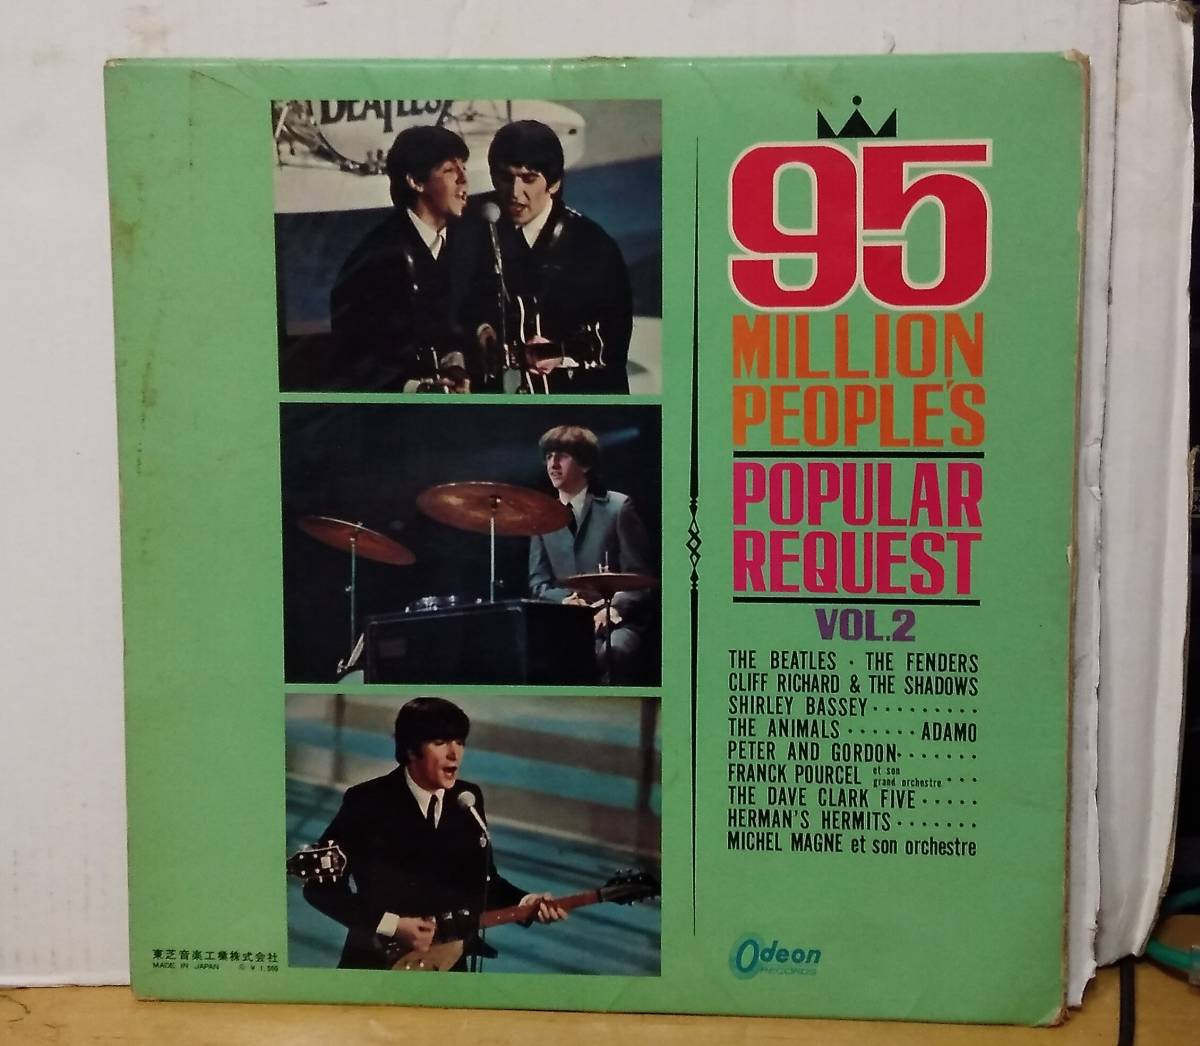 BEATLES
95
MILLION
PEOPLE'S
POPULAR
REQUEST
VOL.2
THE BEATLES · THE FENDERS
CLIFF RICHARD & THE SHADOWS
SHIRLEY BASSEY ·········
THE ANIMALS ······ ADAMO
PETER AND GORDON ·······
FRANCK POURCEL et son grand orchestre ···
THE DAVE CLARK FIVE ·····
HERMAN'S HERMITS ·······
MICHEL MAGNE et son orchestre
Odeon
RECORDS
東芝音楽工業株式会社
MADE IN JAPAN Ⓒ ¥ 1,500